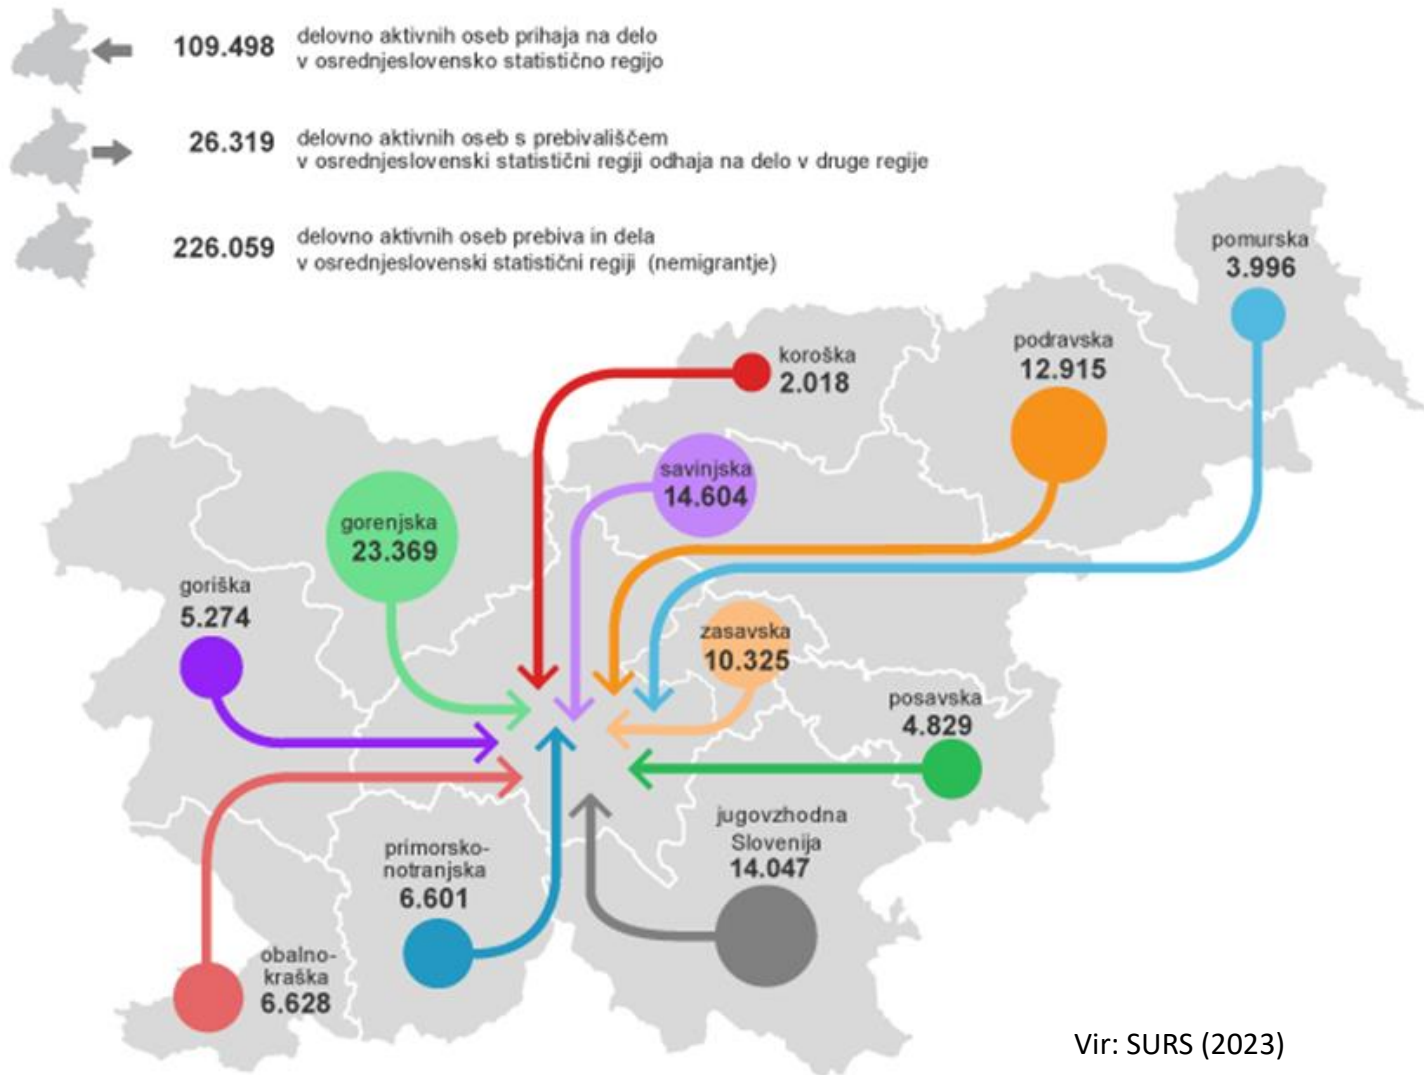 109.498
delovno aktivnih oseb prihaja na delo
v osrednjeslovensko statistično regijo
26.319
delovno aktivnih oseb s prebivališčem
v osrednjeslovenski statistični regiji odhaja na delo v druge regije
226.059
delovno aktivnih oseb prebiva in dela
v osrednjeslovenski statistični regiji (nemigrantje)
pomurska
3.996
podravska
12.915
koroška
2.018
savinjska
14.604
gorenjska
23.369
goriška
5.274
zasavska
10.325
posavska
4.829
jugovzhodna
Slovenija
14.047
primorsko-
notranjska
6.601
obalno-
kraška
6.628
Vir: SURS (2023)